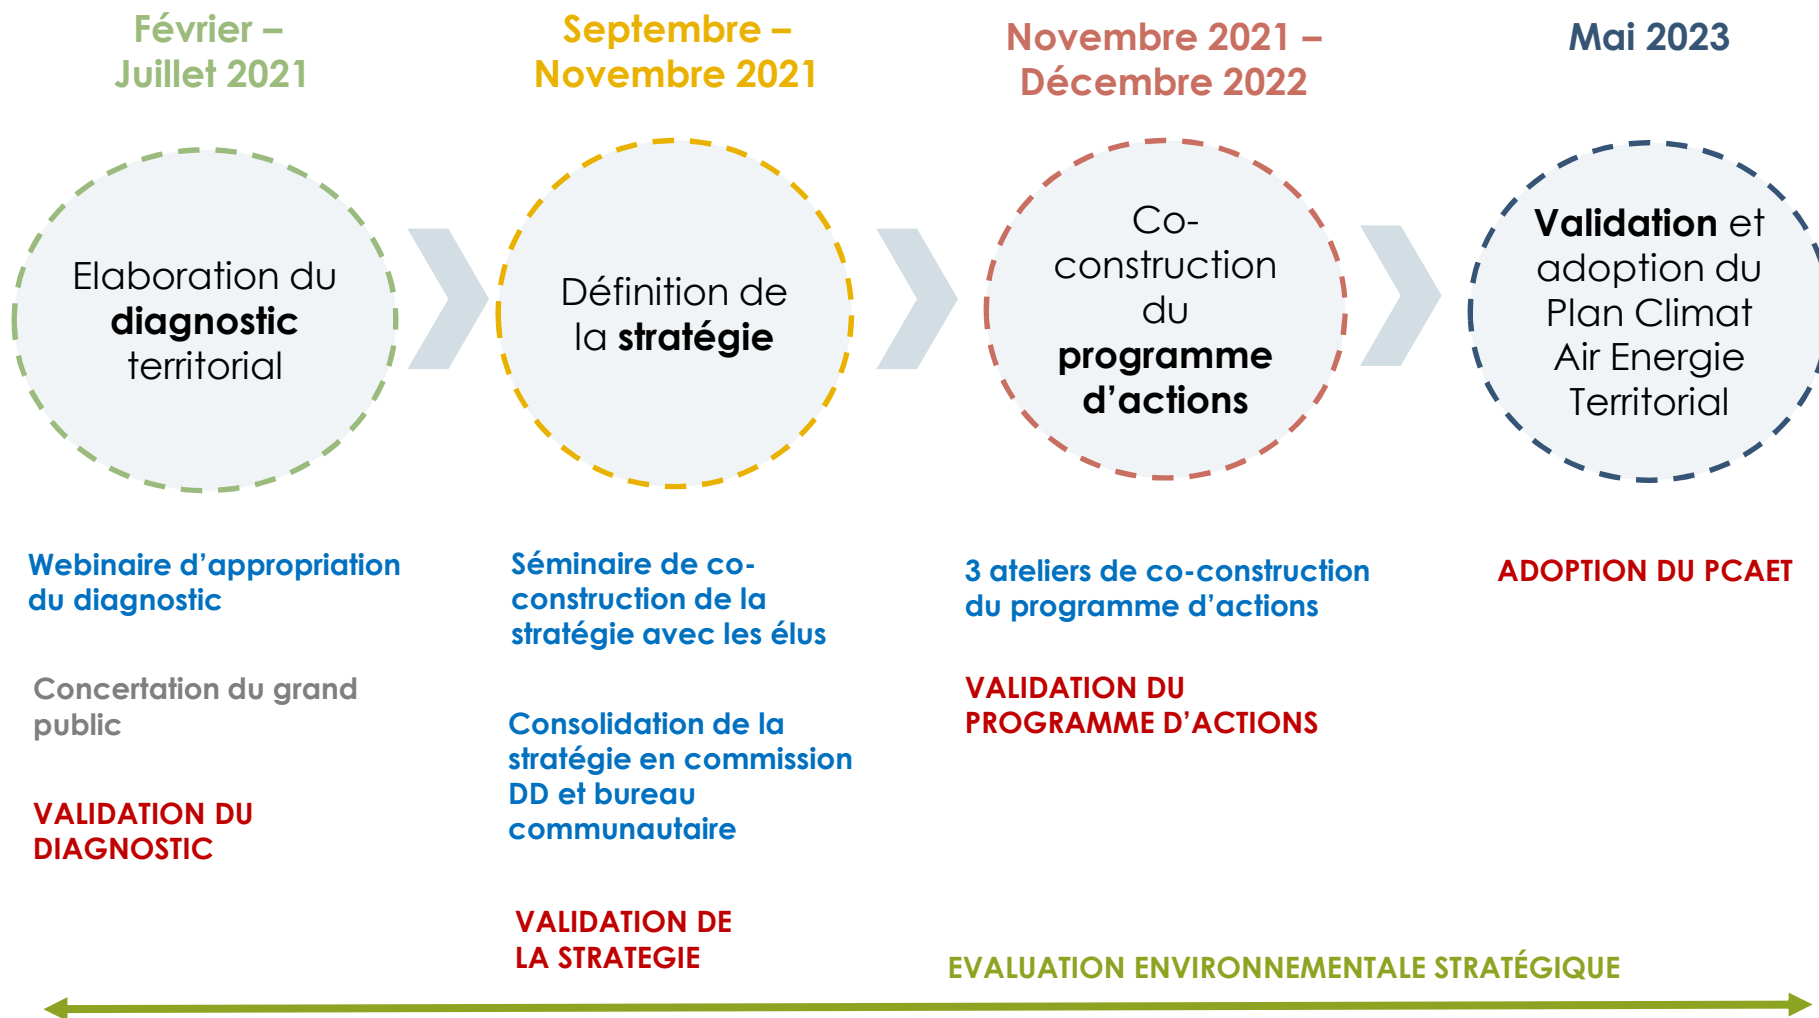 Février –
Juillet 2021
Septembre –
Novembre 2021
Novembre 2021 –
Décembre 2022
Mai 2023
Elaboration du
diagnostic
territorial
Définition de
la stratégie
Co-
construction
du
programme
d’actions
Validation et
adoption du
Plan Climat
Air Energie
Territorial
Webinaire d’appropriation
du diagnostic
Concertation du grand
public
VALIDATION DU
DIAGNOSTIC
Séminaire de co-
construction de la
stratégie avec les élus
Consolidation de la
stratégie en commission
DD et bureau
communautaire
VALIDATION DE
LA STRATEGIE
3 ateliers de co-construction
du programme d’actions
VALIDATION DU
PROGRAMME D’ACTIONS
ADOPTION DU PCAET
EVALUATION ENVIRONNEMENTALE STRATÉGIQUE